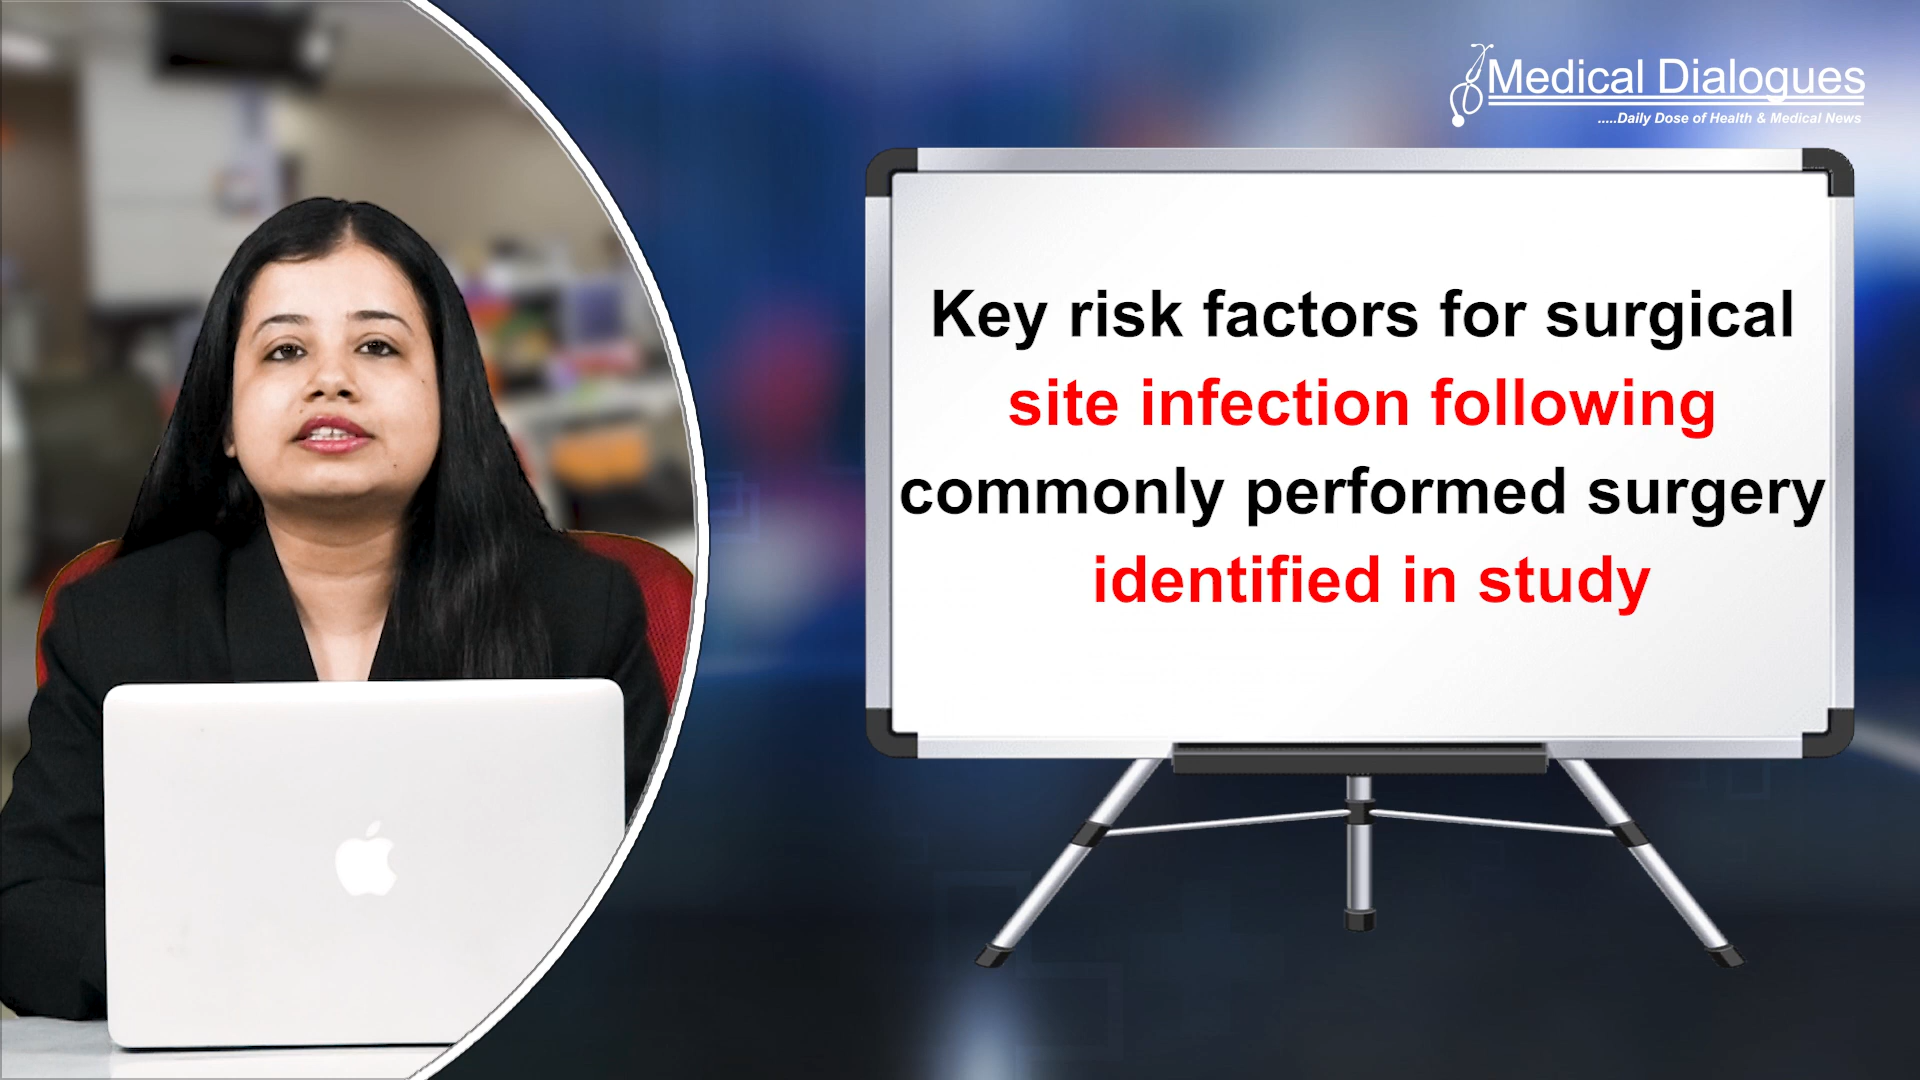 Medical Dialogues
.....Daily Dose of Health & Medical News
Key risk factors for surgical
site infection following
commonly performed surgery
identified in study